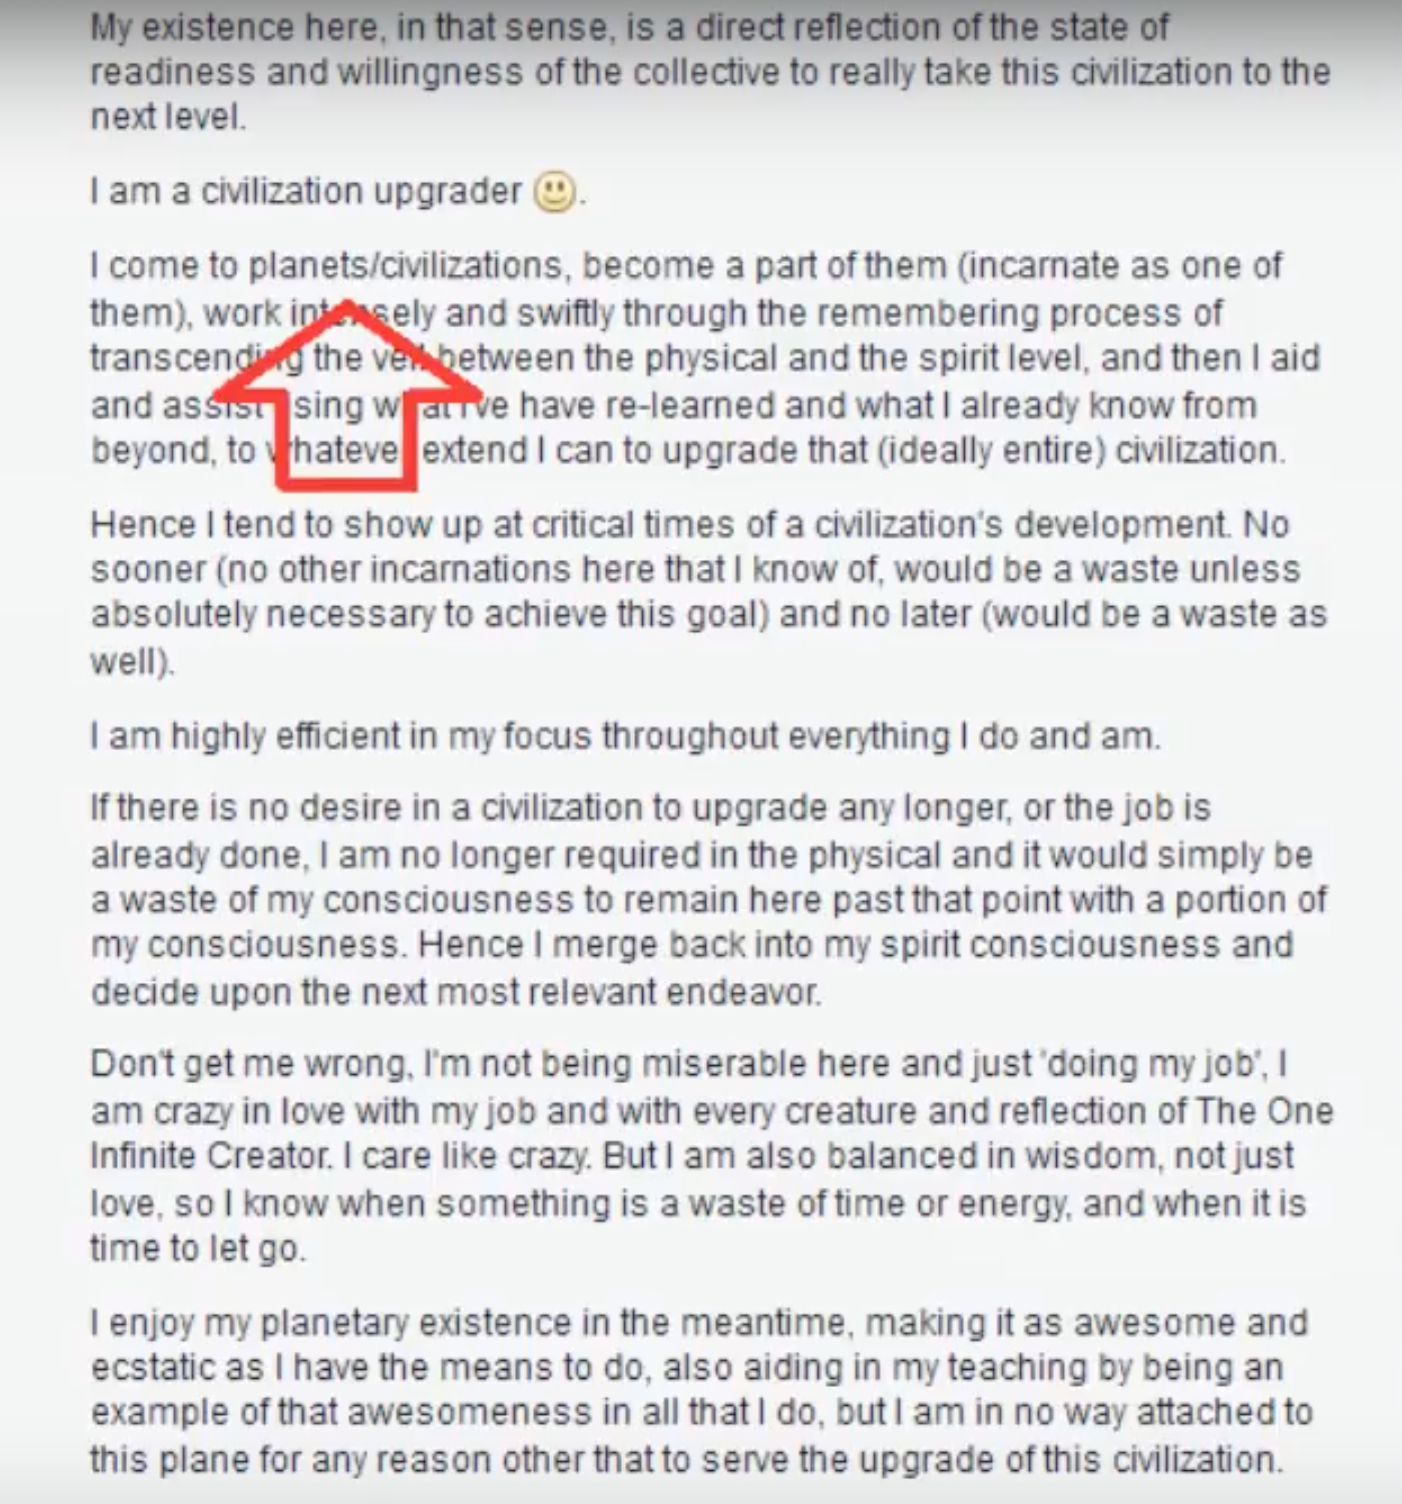 My existence here, in that sense, is a direct reflection of the state of
readiness and willingness of the collective to really take this civilization to the
next level.
I am a civilization upgrader 🙂.
I come to planets/civilizations, become a part of them (incarnate as one of
them), work intensely and swiftly through the remembering process of
transcending the veil between the physical and the spirit level, and then I aid
and assist using what I've have re-learned and what I already know from
beyond, to whatever extend I can to upgrade that (ideally entire) civilization.
Hence I tend to show up at critical times of a civilization's development. No
sooner (no other incarnations here that I know of, would be a waste unless
absolutely necessary to achieve this goal) and no later (would be a waste as
well).
I am highly efficient in my focus throughout everything I do and am.
If there is no desire in a civilization to upgrade any longer, or the job is
already done, I am no longer required in the physical and it would simply be
a waste of my consciousness to remain here past that point with a portion of
my consciousness. Hence I merge back into my spirit consciousness and
decide upon the next most relevant endeavor.
Don't get me wrong, I'm not being miserable here and just 'doing my job', I
am crazy in love with my job and with every creature and reflection of The One
Infinite Creator. I care like crazy. But I am also balanced in wisdom, not just
love, so I know when something is a waste of time or energy, and when it is
time to let go.
I enjoy my planetary existence in the meantime, making it as awesome and
ecstatic as I have the means to do, also aiding in my teaching by being an
example of that awesomeness in all that I do, but I am in no way attached to
this plane for any reason other that to serve the upgrade of this civilization.